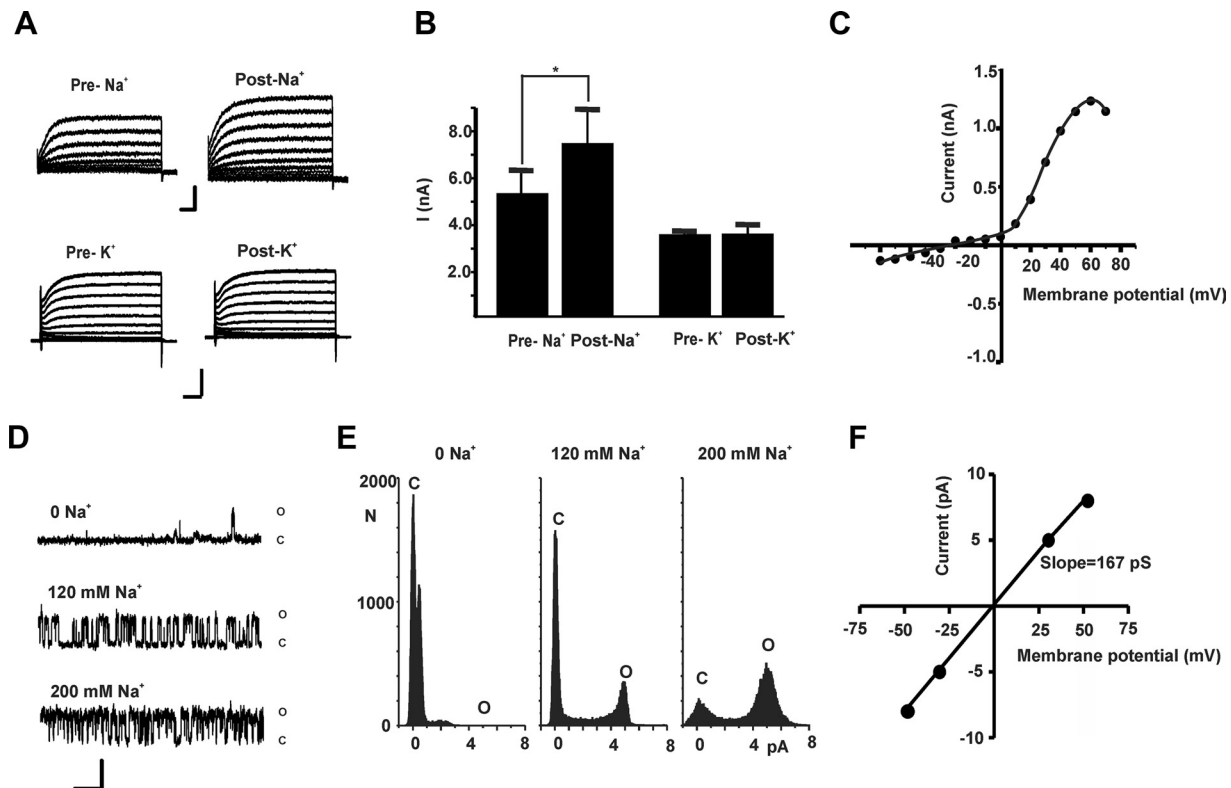 A
Pre- Na⁺
Post-Na⁺
Pre- K⁺
Post-K⁺
B
*
I (nA)
8.0
6.0
4.0
2.0
Pre- Na⁺ Post-Na⁺ Pre- K⁺ Post-K⁺
C
Current (nA)
1.5
1.0
0.5
-0.5
-1.0
-40 -20 20 40 60 80
Membrane potential (mV)
D
0 Na⁺
O
C
120 mM Na⁺
O
C
200 mM Na⁺
O
C
E
0 Na⁺ 120 mM Na⁺ 200 mM Na⁺
2000
N
1000
0
C
O
C
O
C
O
0 4 8 0 4 8 0 4 pA 8
F
Current (pA)
10
5
-5
-10
-75 -50 -25 25 50 75
Slope=167 pS
Membrane potential (mV)